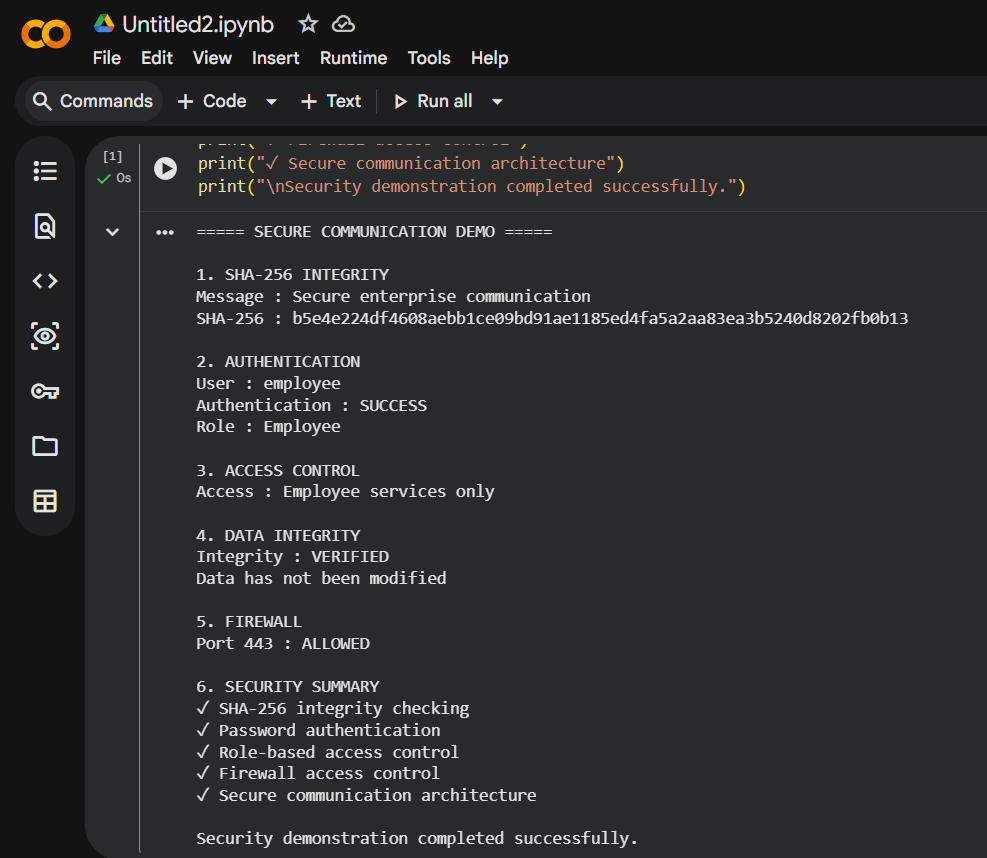 Untitled2.ipynb
File Edit View Insert Runtime Tools Help
Commands + Code + Text Run all
[1]
0s
print("✓ Secure communication architecture")
print("\nSecurity demonstration completed successfully.")
===== SECURE COMMUNICATION DEMO =====
1. SHA-256 INTEGRITY
Message : Secure enterprise communication
SHA-256 : b5e4e224df4608aebb1ce09bd91ae1185ed4fa5a2aa83ea3b5240d8202fb0b13
2. AUTHENTICATION
User : employee
Authentication : SUCCESS
Role : Employee
3. ACCESS CONTROL
Access : Employee services only
4. DATA INTEGRITY
Integrity : VERIFIED
Data has not been modified
5. FIREWALL
Port 443 : ALLOWED
6. SECURITY SUMMARY
✓ SHA-256 integrity checking
✓ Password authentication
✓ Role-based access control
✓ Firewall access control
✓ Secure communication architecture
Security demonstration completed successfully.